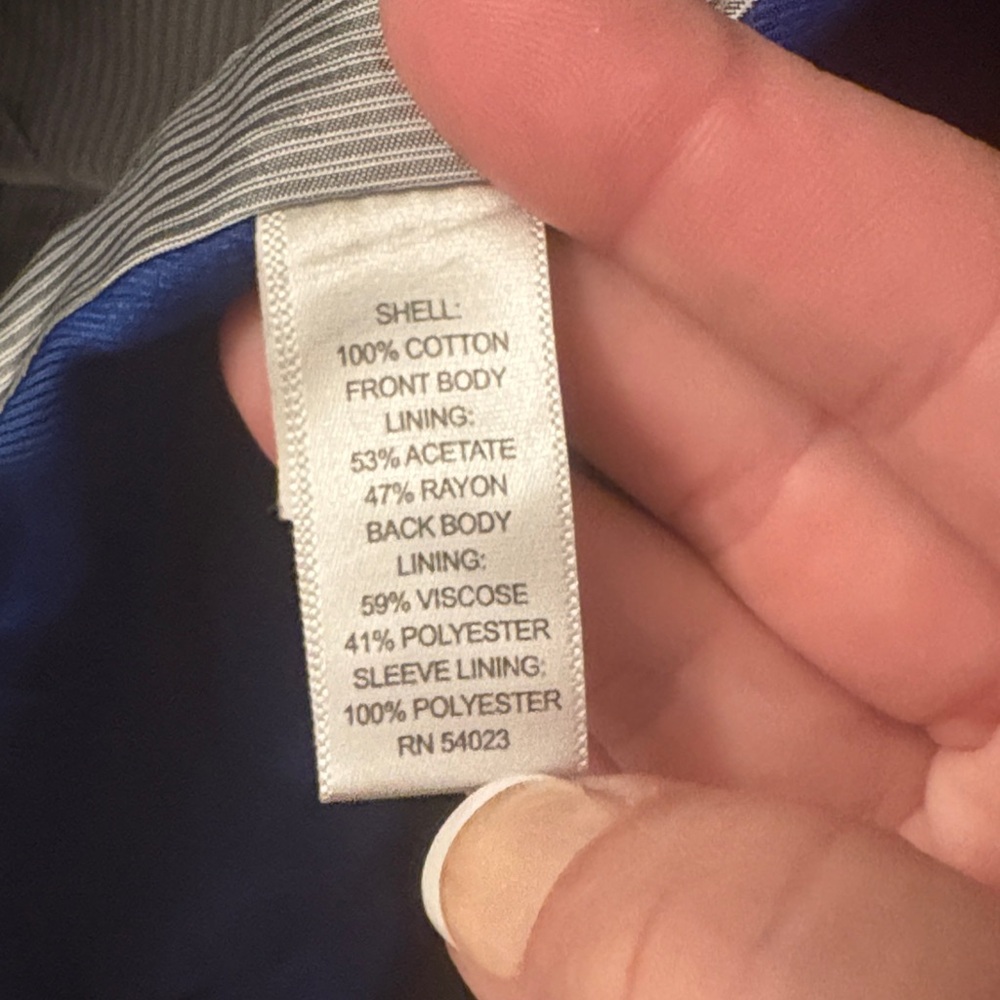 SHELL:
100% COTTON
FRONT BODY
LINING:
53% ACETATE
47% RAYON
BACK BODY
LINING:
59% VISCOSE
41% POLYESTER
SLEEVE LINING:
100% POLYESTER
RN 54023